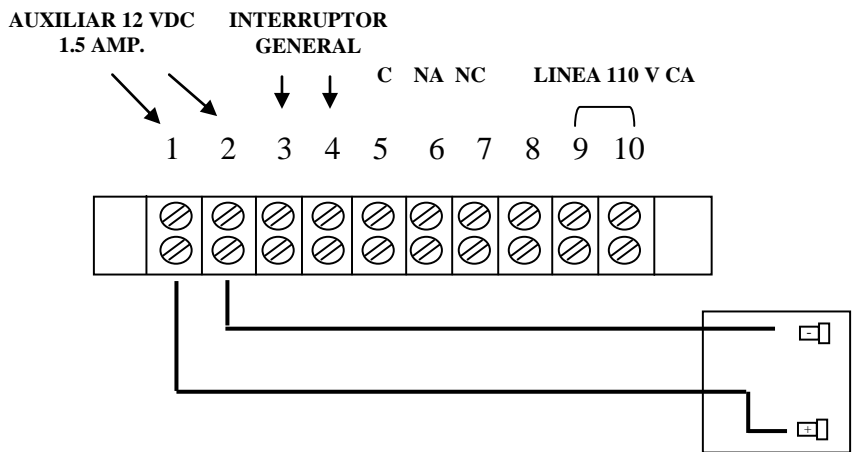 AUXILIAR 12 VDC
1.5 AMP.
INTERRUPTOR
GENERAL
C NA NC
LINEA 110 V CA
1 2 3 4 5 6 7 8 9 10
-
+